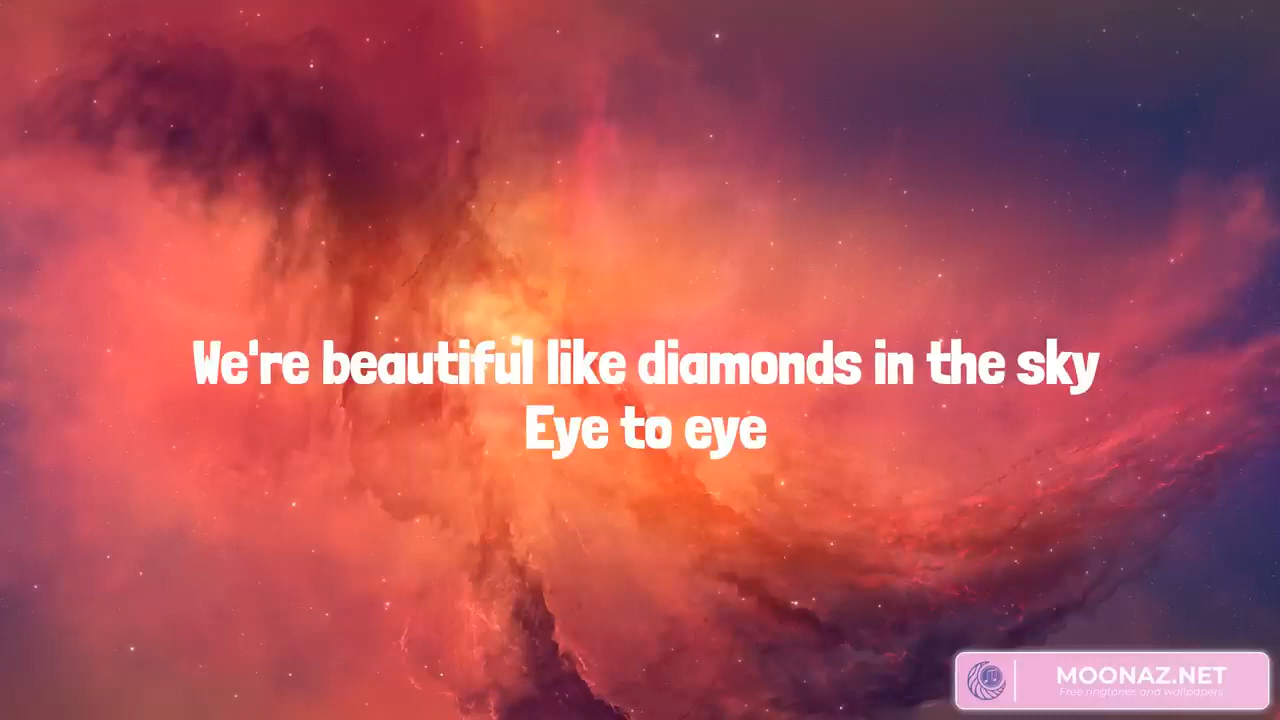 We're beautiful like diamonds in the sky
Eye to eye
MOONAZ.NET
Free ringtones and wallpapers